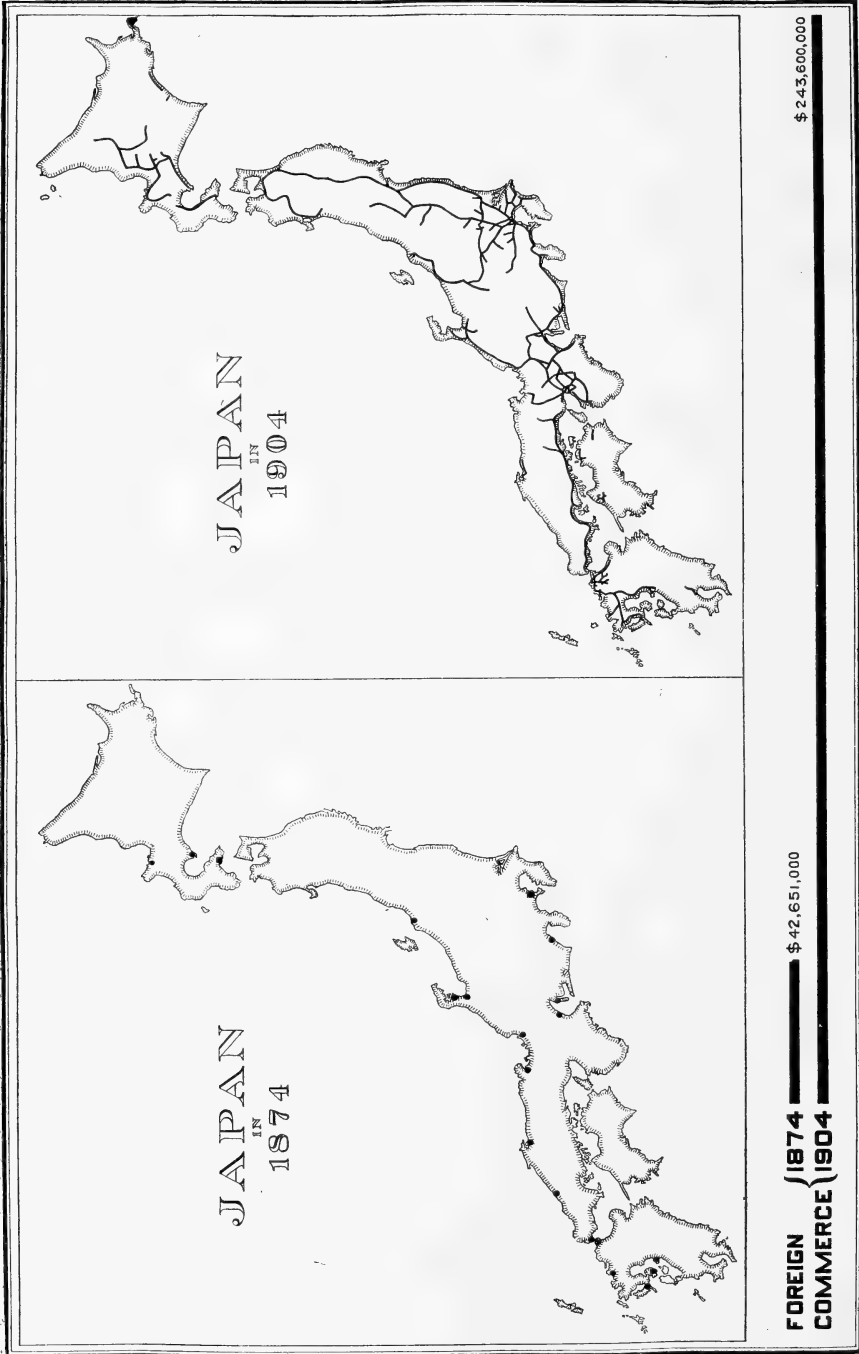 JAPAN
IN
1874
JAPAN
IN
1904
FOREIGN COMMERCE
1874 $42,651,000
1904 $243,600,000